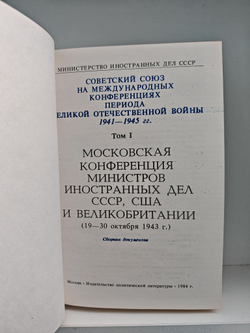 МИНИСТЕРСТВО ИНОСТРАННЫХ ДЕЛ СССР
СОВЕТСКИЙ СОЮЗ
НА МЕЖДУНАРОДНЫХ
КОНФЕРЕНЦИЯХ
ПЕРИОДА
ЕЛИКОЙ ОТЕЧЕСТВЕННОЙ ВОЙНЫ
1941—1945 гг.
Том I
МОСКОВСКАЯ
КОНФЕРЕНЦИЯ
МИНИСТРОВ
ИНОСТРАННЫХ ДЕЛ
СССР, США
И ВЕЛИКОБРИТАНИИ
(19—30 октября 1943 г.)
Сборник документов
Москва · Издательство политической литературы · 1984 г.